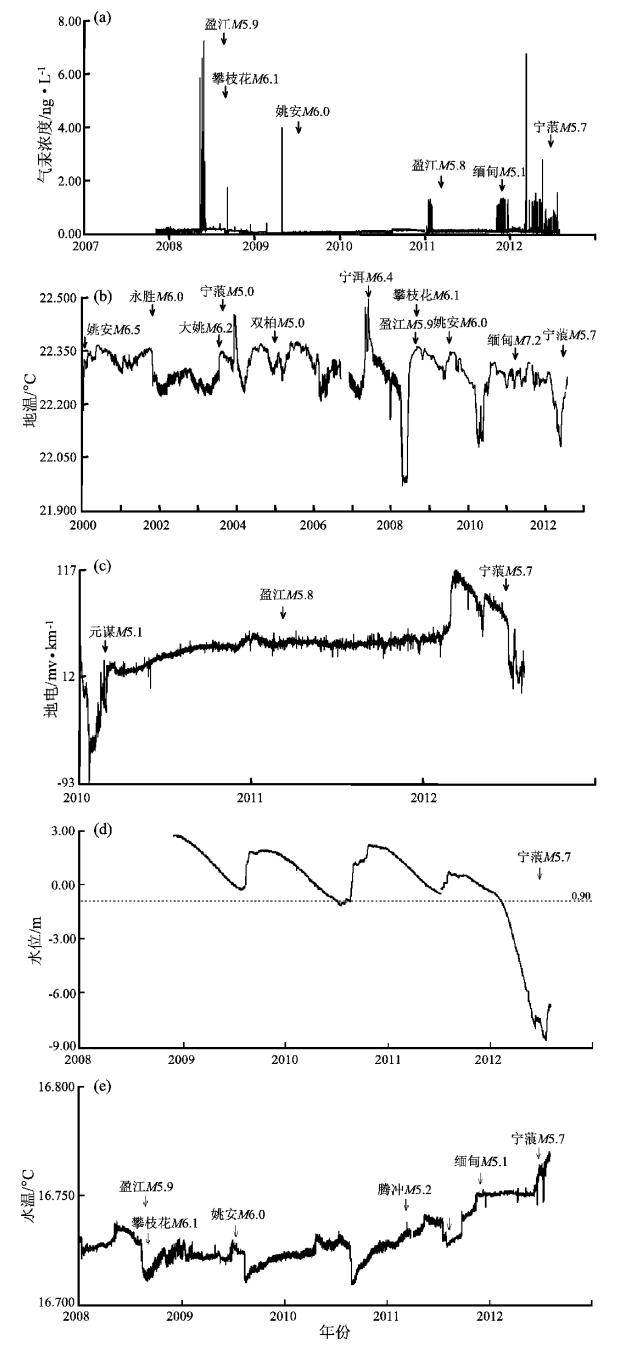 (a)
8.00
6.00
4.00
2.00
0.00
气汞浓度/ng·L-1
盈江M5.9
攀枝花M6.1
姚安M6.0
盈江M5.8
缅甸M5.1
宁蒗M5.7
2007 2008 2009 2010 2011 2012
(b)
22.500
22.350
22.200
22.050
21.900
地温/°C
姚安M6.5
永胜M6.0
大姚M6.2
宁蒗M5.0
双柏M5.0
宁洱M6.4
攀枝花M6.1
盈江M5.9
姚安M6.0
缅甸M7.2
宁蒗M5.7
2000 2002 2004 2006 2008 2010 2012
(c)
117
12
-93
地电/mv·km-1
元谋M5.1
盈江M5.8
宁蒗M5.7
2010 2011 2012
(d)
3.00
0.00
-3.00
-6.00
-9.00
水位/m
宁蒗M5.7
0.90
2008 2009 2010 2011 2012
(e)
16.800
16.750
16.700
水温/°C
盈江M5.9
攀枝花M6.1
姚安M6.0
腾冲M5.2
缅甸M5.1
宁蒗M5.7
2008 2009 2010 2011 2012
年份